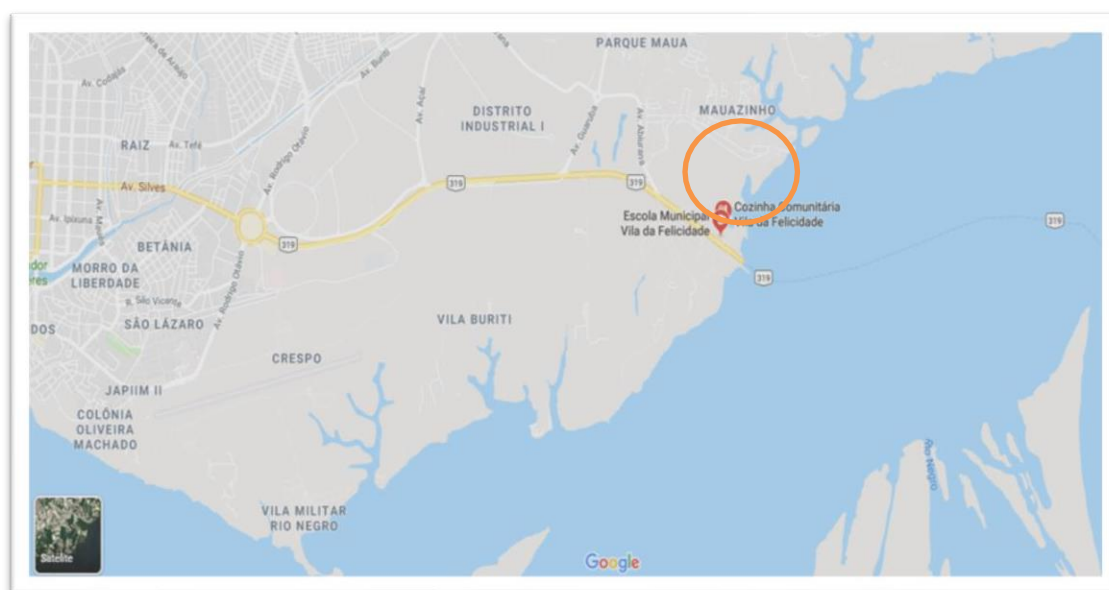 PARQUE MAUA
Av. Codajás
Av. Buriti
Av. Açaí
DISTRITO
INDUSTRIAL I
Av. Guaruba
Av. Abiurana
MAUAZINHO
RAIZ
Av. Tefé
Av. Rodrigo Otávio
319
319
Av. Silves
Av. Ipixuna
Av. Maués
Escola Municipal
Vila da Felicidade
Cozinha Comunitária
Vila da Felicidade
319
BETÂNIA
319
319
MORRO DA
LIBERDADE
R. São Vicente
Av. Rodrigo Otávio
DOS
SÃO LÁZARO
VILA BURITI
CRESPO
JAPIIM II
COLÔNIA
OLIVEIRA
MACHADO
Rio Negro
VILA MILITAR
RIO NEGRO
Satélite
Google